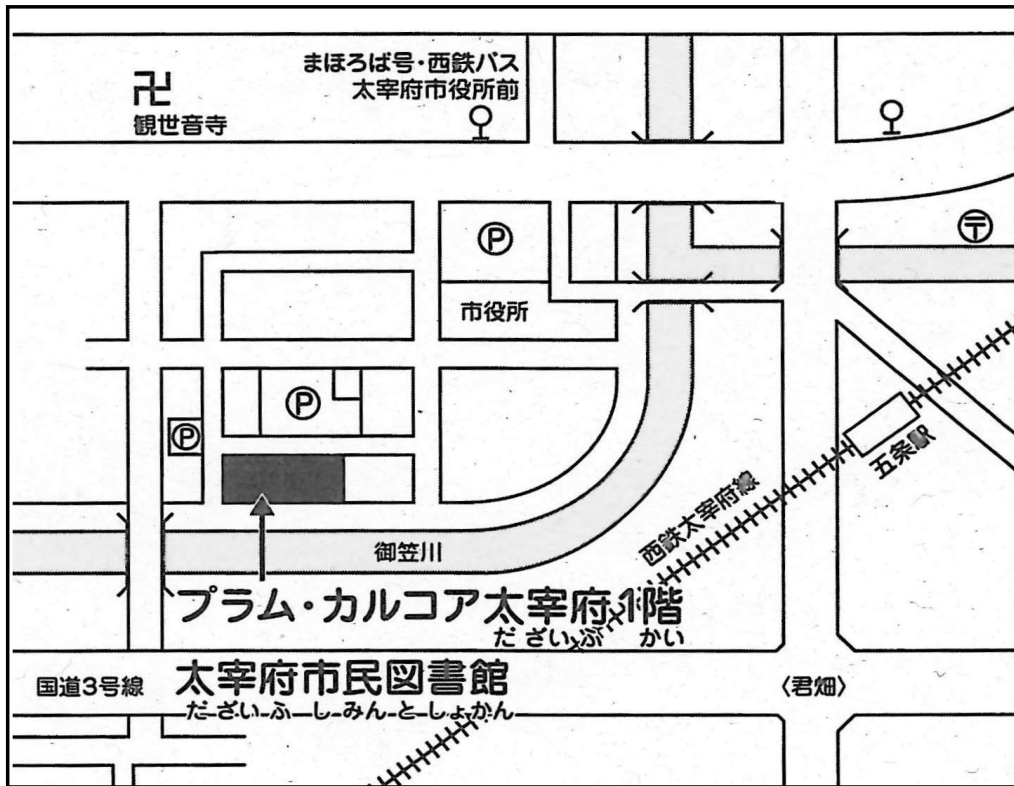 まほろば号・西鉄バス
太宰府市役所前
卍
観世音寺
P
〒
市役所
P
P
五条駅
西鉄太宰府線
御笠川
プラム・カルコア太宰府1階
だざいふ かい
国道3号線
太宰府市民図書館
だざいふしみんとしょかん
〈君畑〉